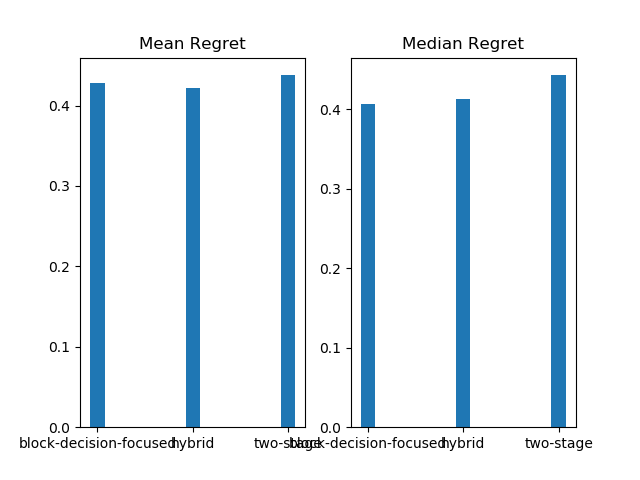 Mean Regret
0.4
0.3
0.2
0.1
0.0
block-decision-focused
hybrid
two-stage
Median Regret
0.4
0.3
0.2
0.1
0.0
block-decision-focused
hybrid
two-stage